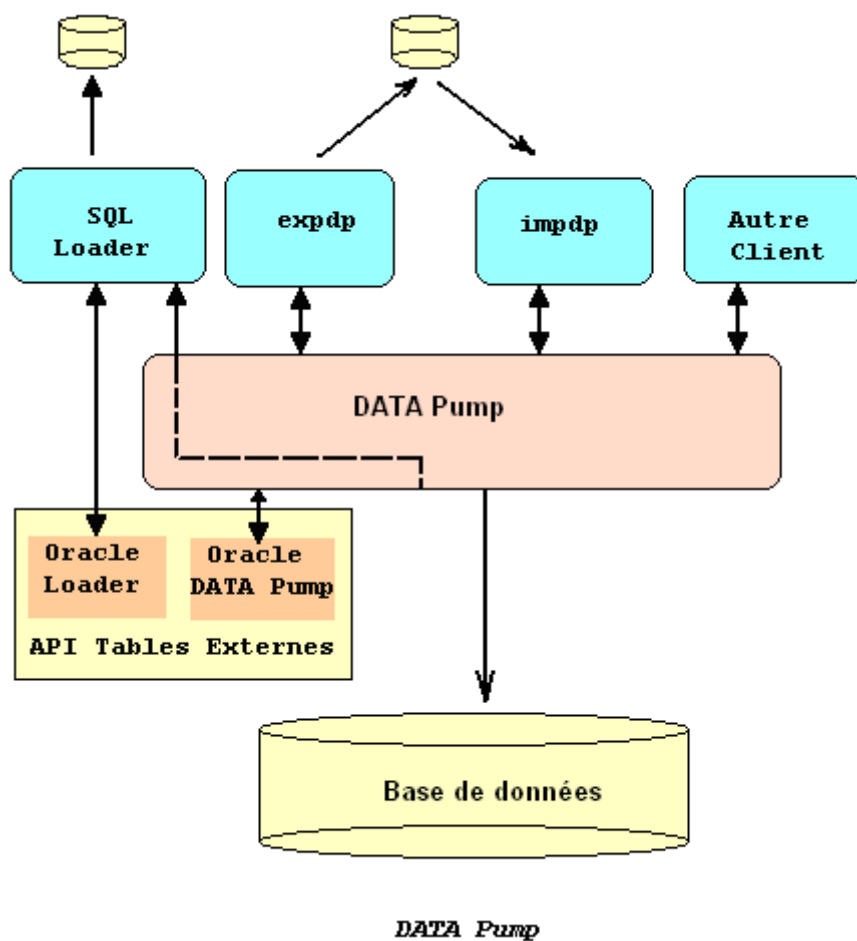 SQL
Loader
expdp
impdp
Autre
Client
DATA Pump
Oracle
Loader
Oracle
DATA Pump
API Tables Externes
Base de données
DATA Pump